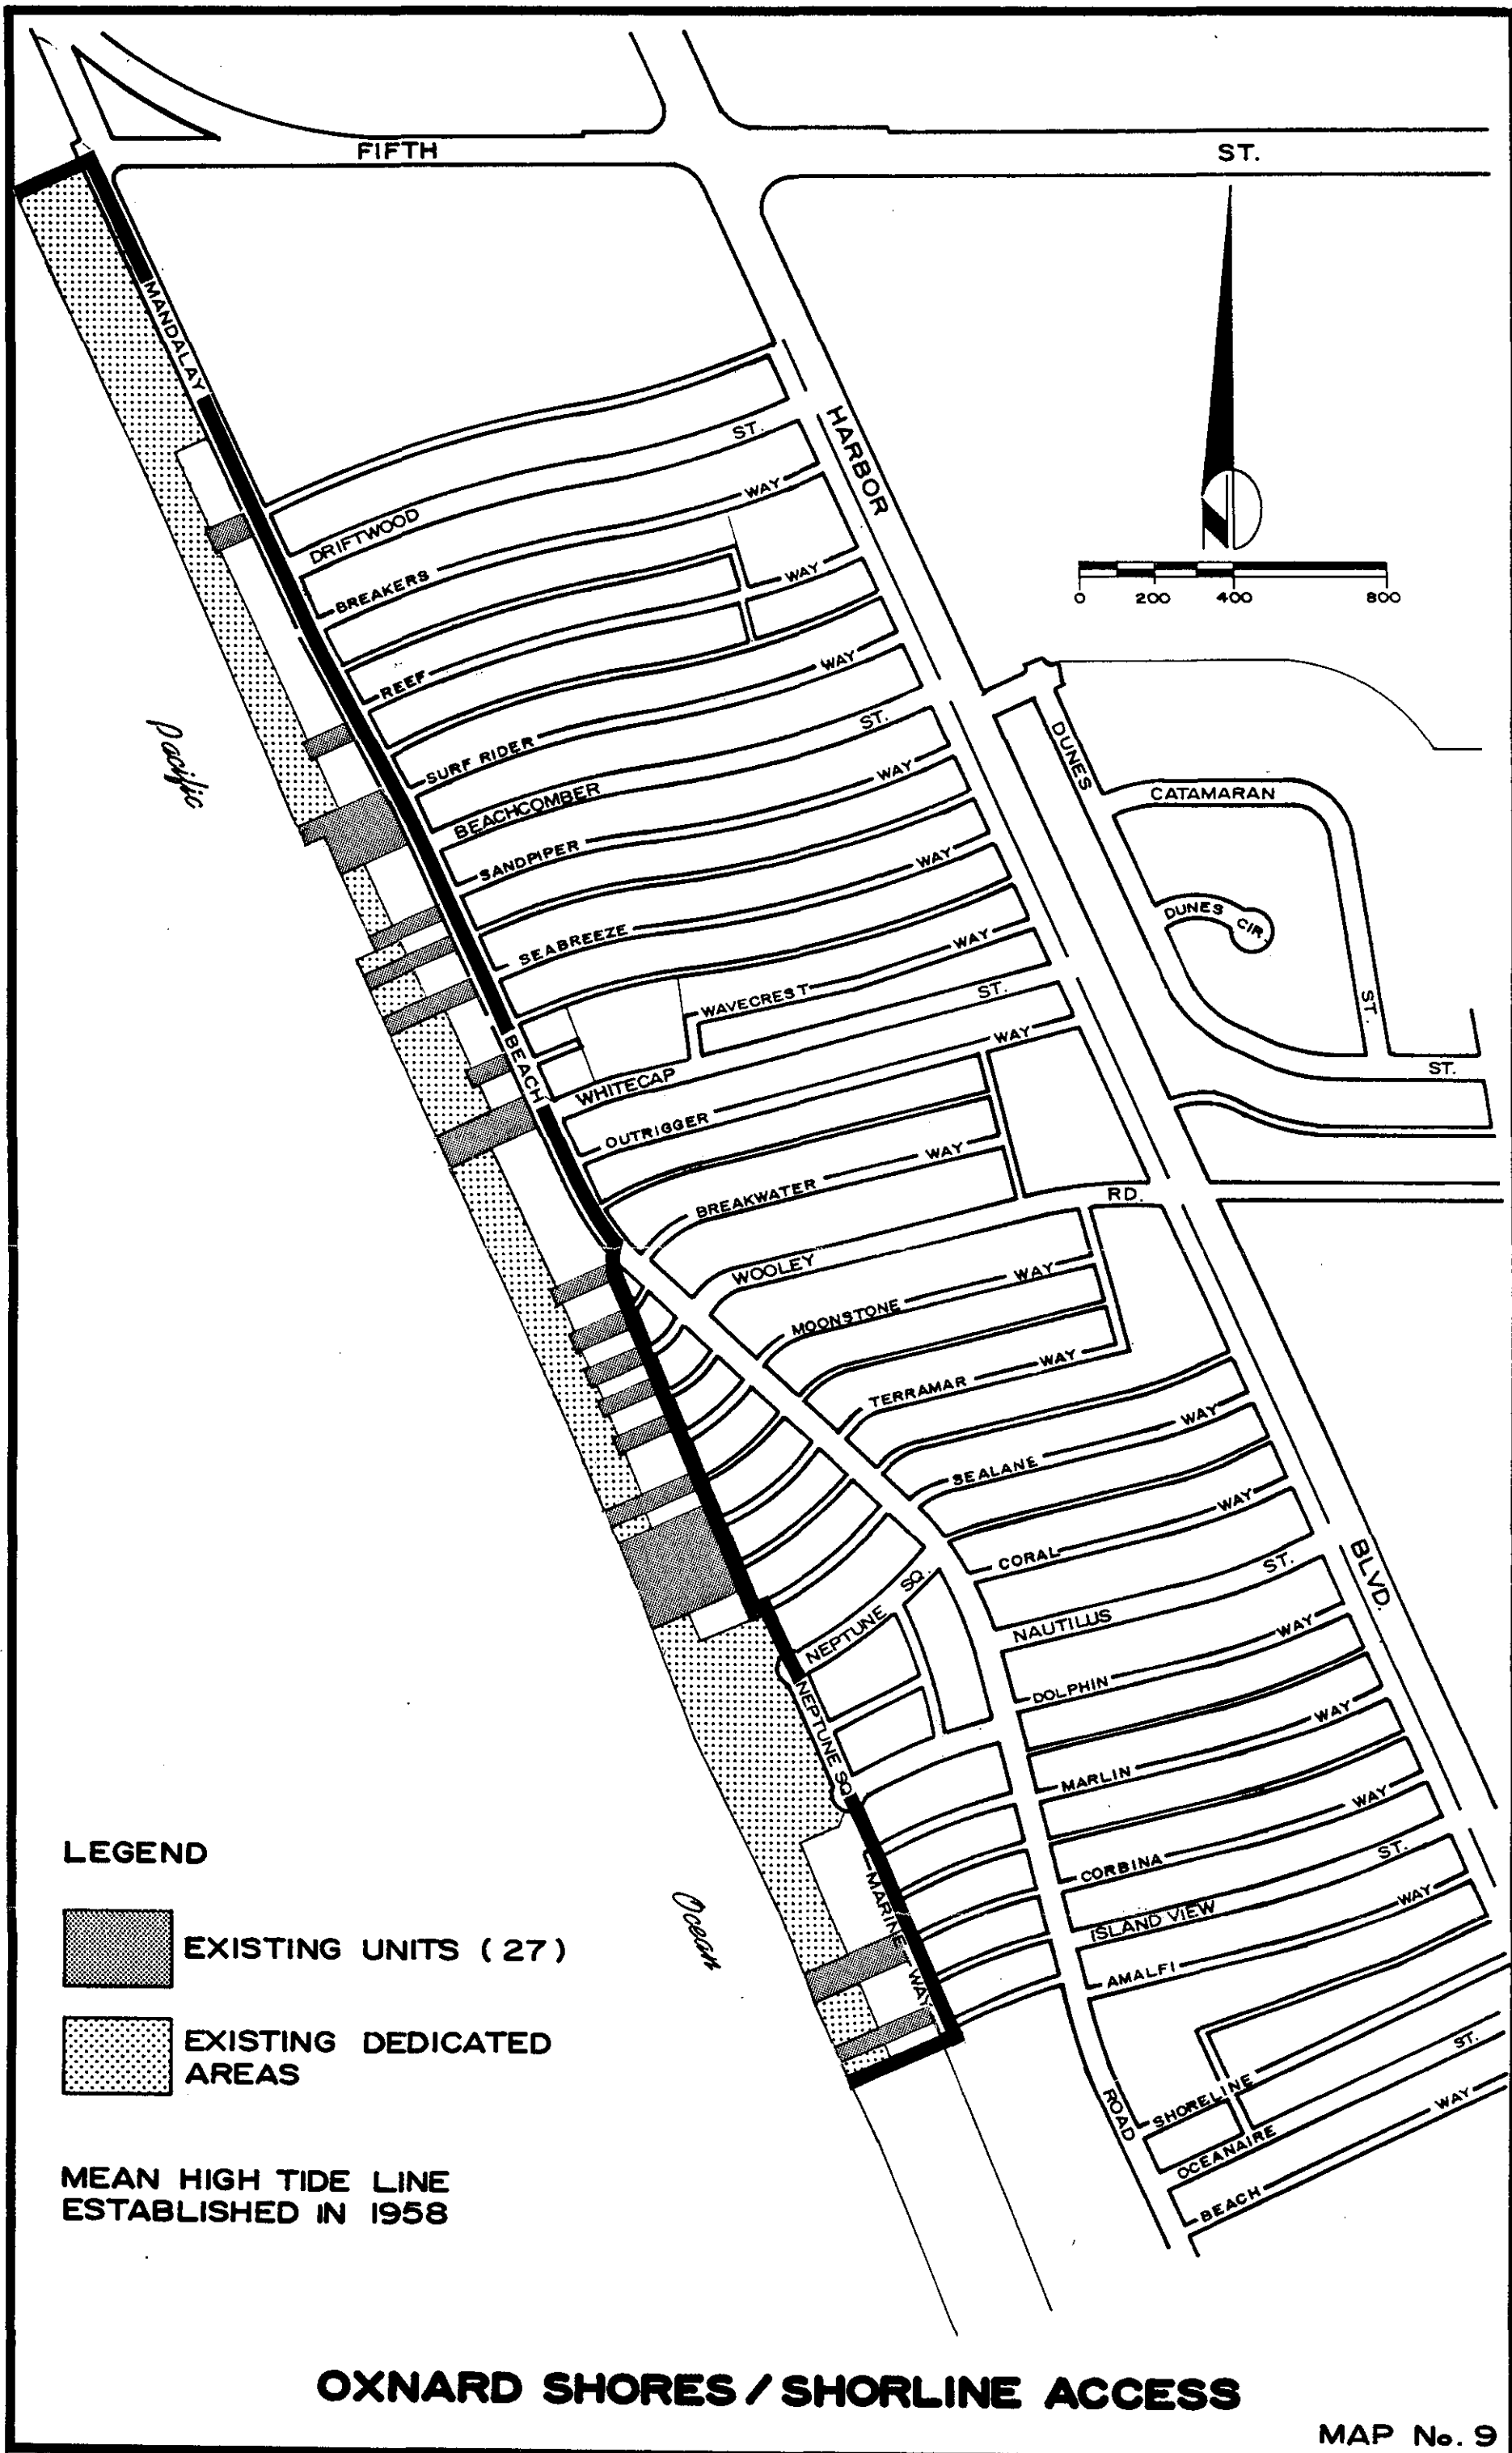 FIFTH ST.
MANDALAY
HARBOR
ST.
DRIFTWOOD
WAY
BREAKERS
WAY
REEF
WAY
SURF RIDER
ST.
BEACHCOMBER
WAY
SANDPIPER
WAY
SEABREEZE
WAY
WAVECREST
ST.
WHITECAP
BEACH
WAY
OUTRIGGER
WAY
BREAKWATER
RD.
WOOLEY
WAY
MOONSTONE
WAY
TERRAMAR
WAY
SEALANE
WAY
CORAL
ST.
NAUTILUS
BLVD.
WAY
DOLPHIN
WAY
MARLIN
WAY
CORBINA
ST.
ISLAND VIEW
WAY
AMALFI
NEPTUNE SQ.
NEPTUNE SQ.
MARINE WAY
ROAD
SHORELINE
ST.
OCEANAIRE
WAY
BEACH
0 200 400 800
DUNES
CATAMARAN
ST.
DUNES CIR.
ST.
Pacific
Ocean
LEGEND
EXISTING UNITS (27)
EXISTING DEDICATED
AREAS
MEAN HIGH TIDE LINE
ESTABLISHED IN 1958
OXNARD SHORES / SHORLINE ACCESS
MAP No. 9